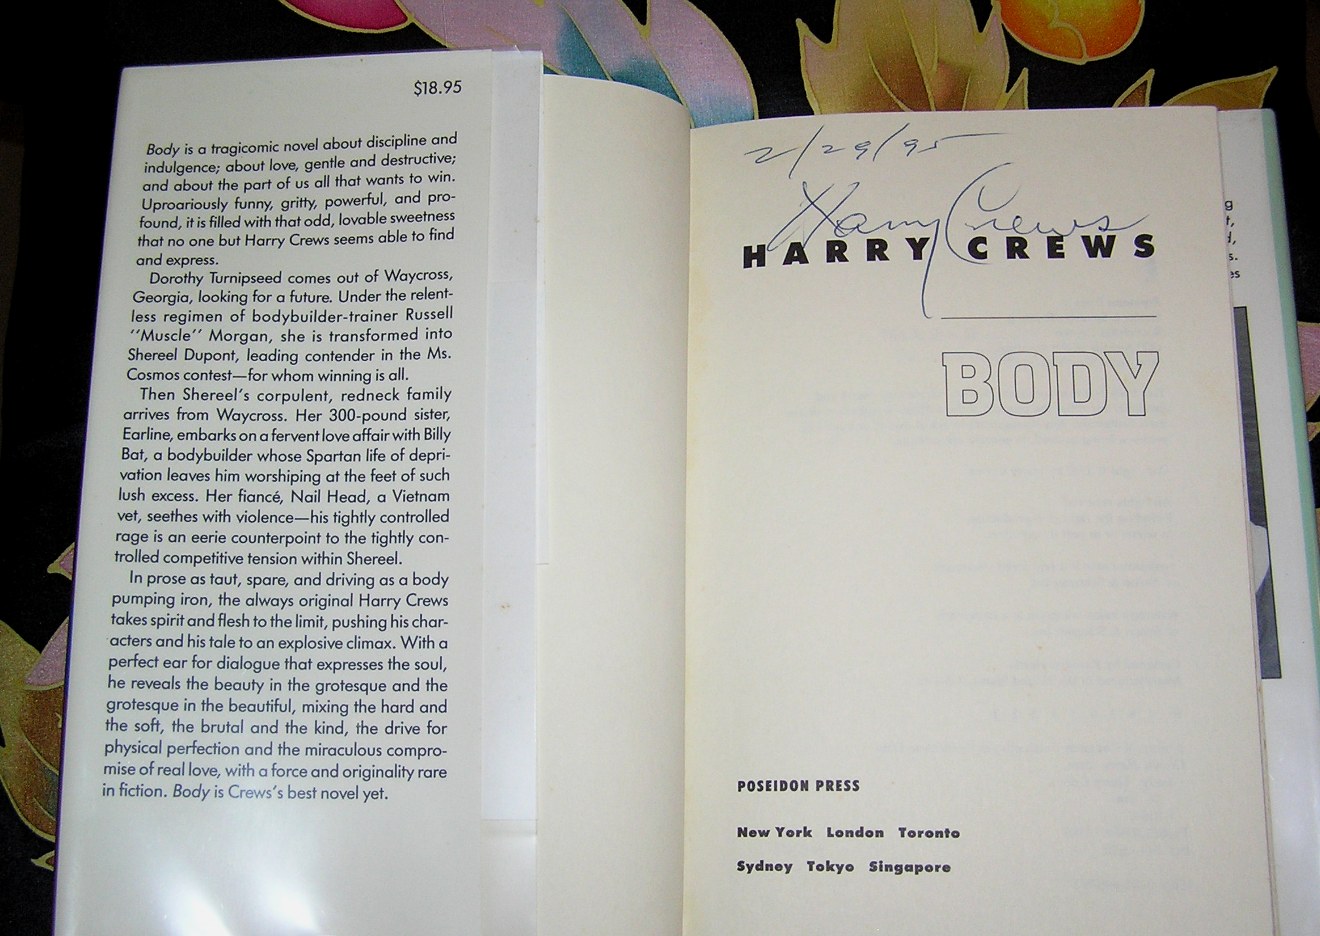 $18.95
Body is a tragicomic novel about discipline and
indulgence; about love, gentle and destructive;
and about the part of us all that wants to win.
Uproariously funny, gritty, powerful, and pro-
found, it is filled with that odd, lovable sweetness
that no one but Harry Crews seems able to find
and express.
Dorothy Turnipseed comes out of Waycross,
Georgia, looking for a future. Under the relent-
less regimen of bodybuilder-trainer Russell
''Muscle'' Morgan, she is transformed into
Shereel Dupont, leading contender in the Ms.
Cosmos contest—for whom winning is all.
Then Shereel's corpulent, redneck family
arrives from Waycross. Her 300-pound sister,
Earline, embarks on a fervent love affair with Billy
Bat, a bodybuilder whose Spartan life of depri-
vation leaves him worshiping at the feet of such
lush excess. Her fiancé, Nail Head, a Vietnam
vet, seethes with violence—his tightly controlled
rage is an eerie counterpoint to the tightly con-
trolled competitive tension within Shereel.
In prose as taut, spare, and driving as a body
pumping iron, the always original Harry Crews
takes spirit and flesh to the limit, pushing his char-
acters and his tale to an explosive climax. With a
perfect ear for dialogue that expresses the soul,
he reveals the beauty in the grotesque and the
grotesque in the beautiful, mixing the hard and
the soft, the brutal and the kind, the drive for
physical perfection and the miraculous compro-
mise of real love, with a force and originality rare
in fiction. Body is Crews's best novel yet.
2/29/95
Harry Crews
HARRY CREWS
BODY
POSEIDON PRESS
New York London Toronto
Sydney Tokyo Singapore